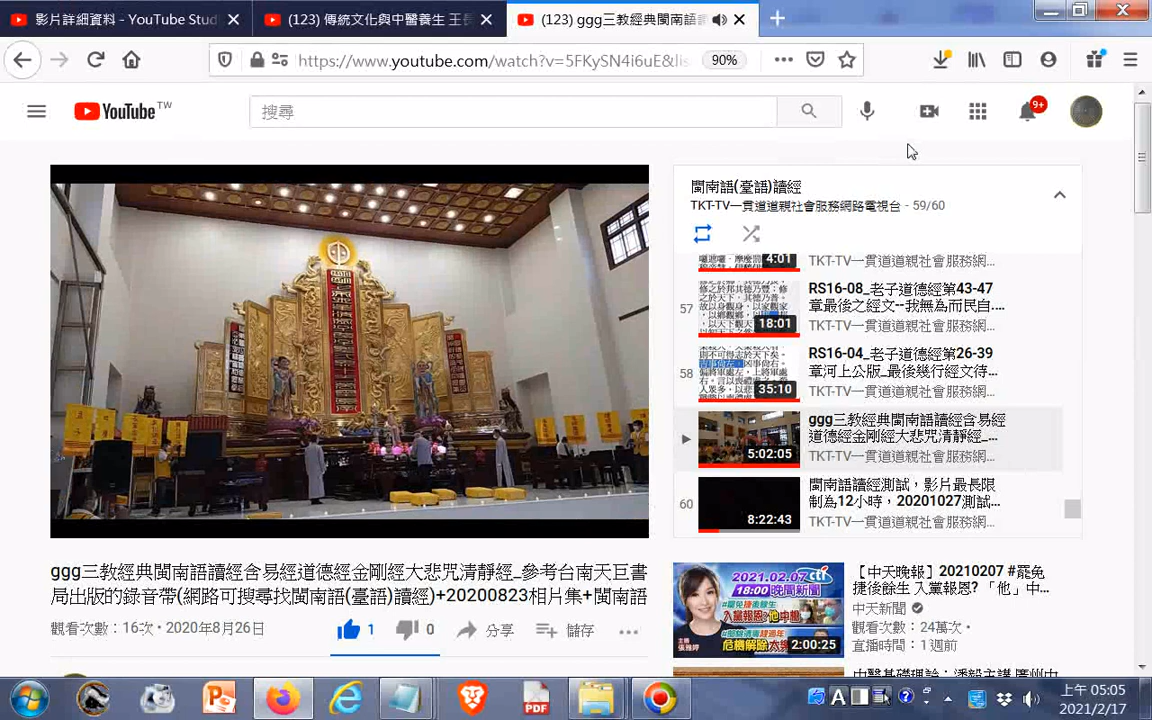 影片詳細資料 - YouTube Stud
(123) 傳統文化與中醫養生 王長
(123) ggg三教經典閩南語讀
https://www.youtube.com/watch?v=5FKySN4i6uE&lis
90%
YouTube TW
搜尋
9+
閩南語(臺語)讀經
TKT-TV一貫道道親社會服務網路電視台 - 59/60
4:01
TKT-TV一貫道道親社會服務網...
57
18:01
RS16-08_老子道德經第43-47
章最後之經文--我無為而民自....
TKT-TV一貫道道親社會服務網...
58
35:10
RS16-04_老子道德經第26-39
章河上公版_最後幾行經文待...
TKT-TV一貫道道親社會服務網...
5:02:05
ggg三教經典閩南語讀經含易經
道德經金剛經大悲咒清靜經_...
TKT-TV一貫道道親社會服務網...
60
8:22:43
閩南語讀經測試，影片最長限
制為12小時，20201027測試...
TKT-TV一貫道道親社會服務網...
ggg三教經典閩南語讀經含易經道德經金剛經大悲咒清靜經_參考台南天巨書
局出版的錄音帶(網路可搜尋找閩南語(臺語)讀經)+20200823相片集+閩南語
觀看次數：16次 • 2020年8月26日
1
0
分享
儲存
2021.02.07
18:00 晚間新聞
2:00:25
【中天晚報】20210207 #罷免
捷後餘生 入黨報恩? 「他」中...
中天新聞
觀看次數：24萬次 •
直播時間：1 週前
上午 05:05
2021/2/17